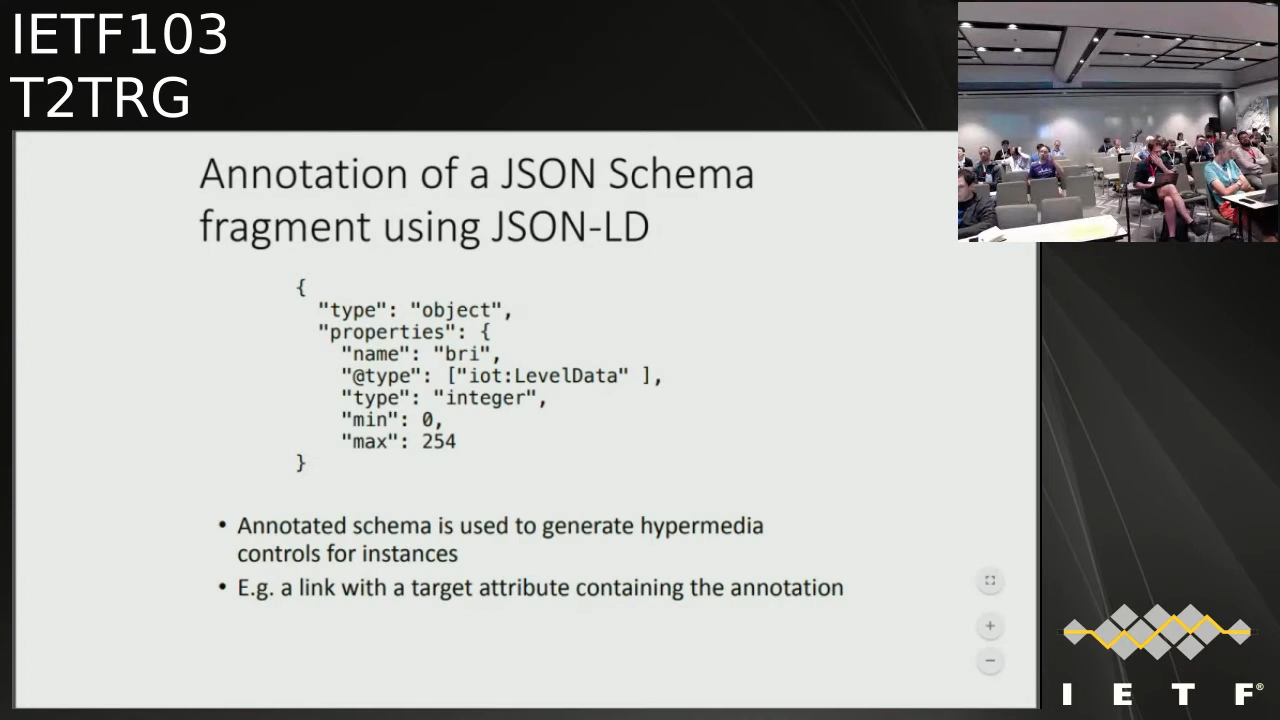 IETF103
T2TRG
Annotation of a JSON Schema
fragment using JSON-LD
{
"type": "object",
"properties": {
"name": "bri",
"@type": ["iot:LevelData" ],
"type": "integer",
"min": 0,
"max": 254
}
• Annotated schema is used to generate hypermedia
controls for instances
• E.g. a link with a target attribute containing the annotation
+
−
I E T F®